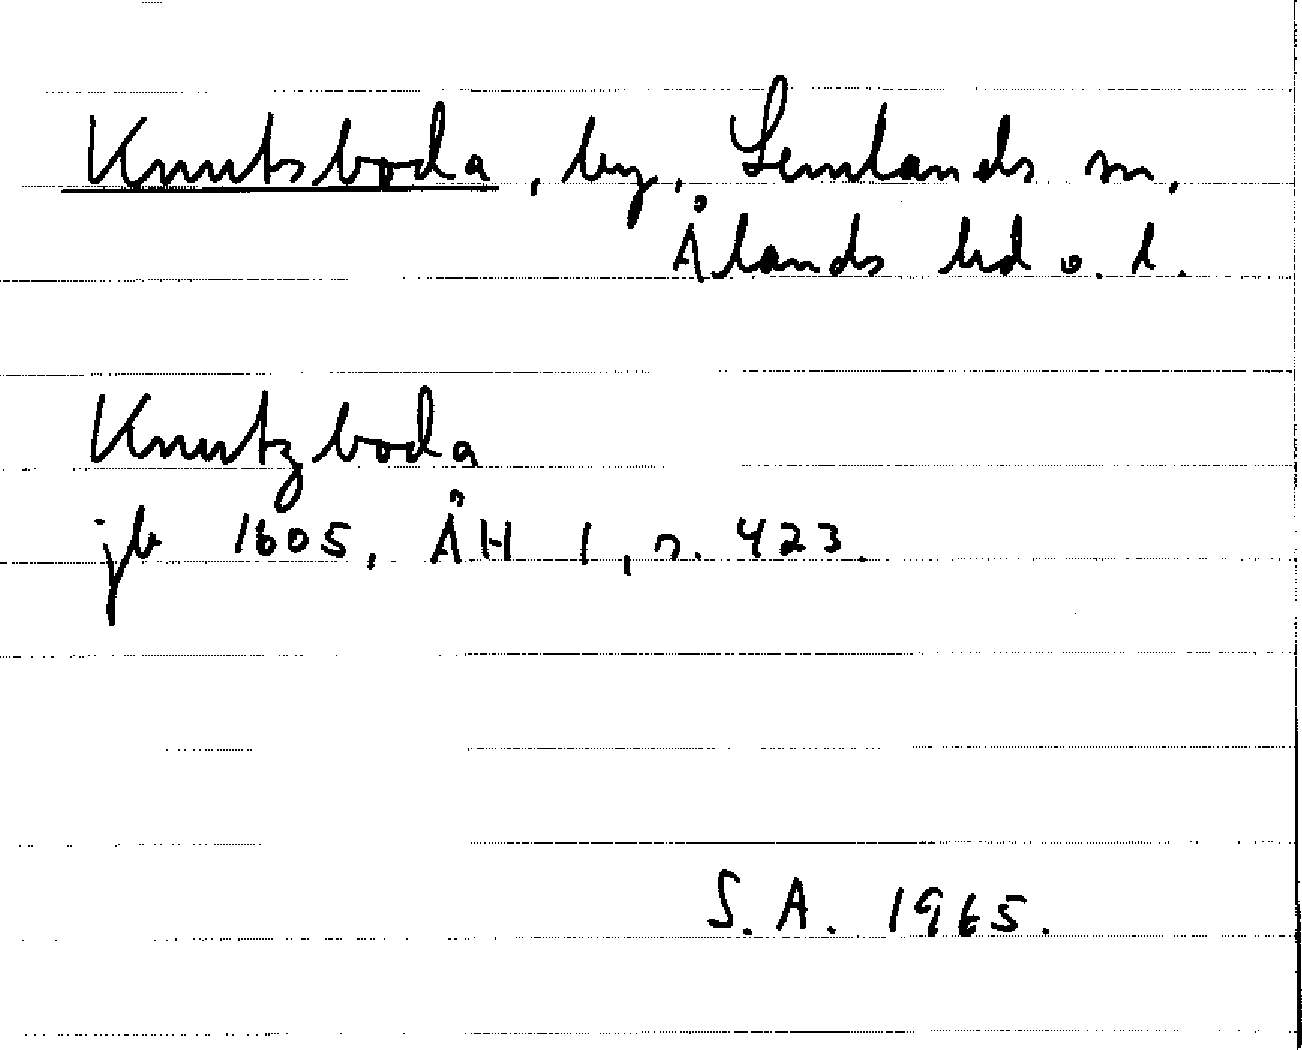 Knutsboda, by, Lemlands sn,
Ålands hd o. l.
Knutzboda
jb 1605, ÅH 1, s. 423.
S.A. 1965.